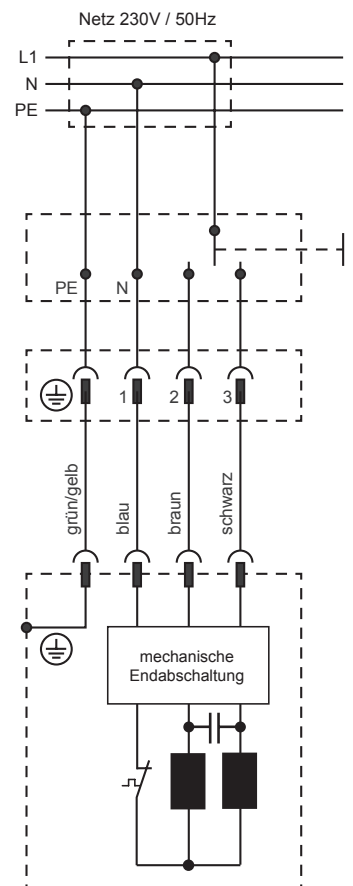 Netz 230V / 50Hz
L1
N
PE
PE N
1 2 3
grün/gelb
blau
braun
schwarz
mechanische
Endabschaltung